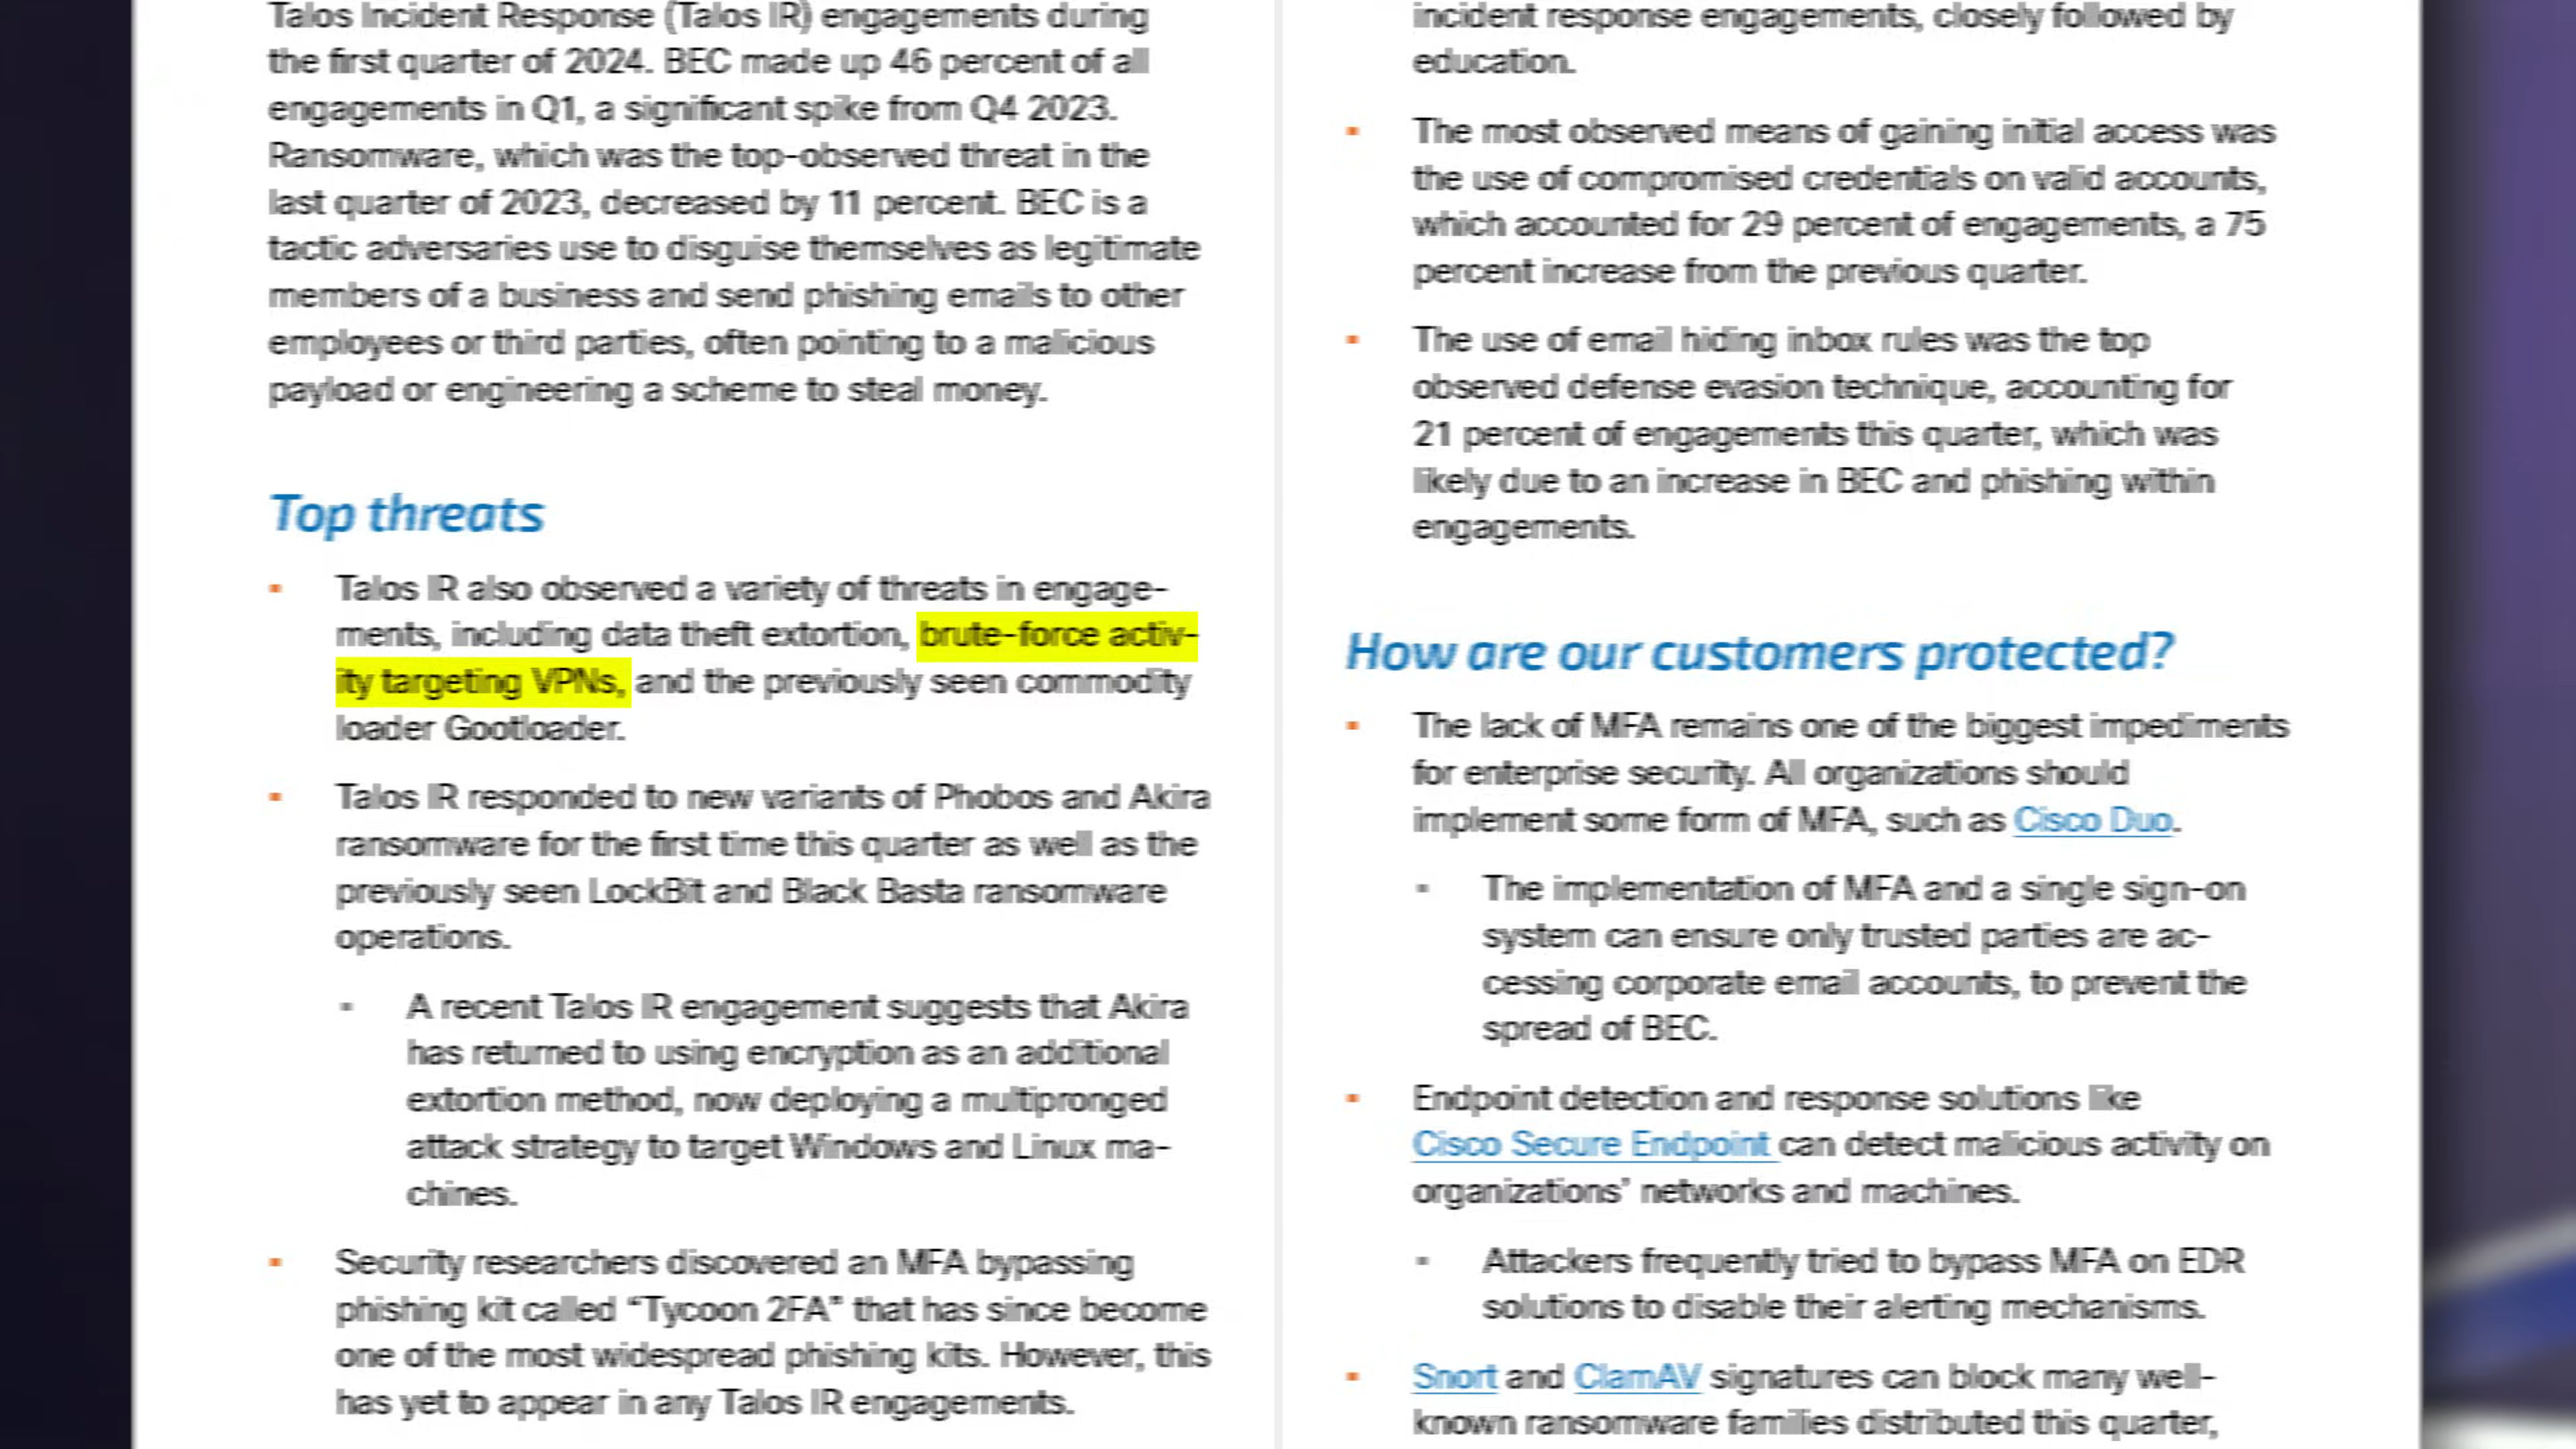 Talos Incident Response (Talos IR) engagements during
the first quarter of 2024. BEC made up 46 percent of all
engagements in Q1, a significant spike from Q4 2023.
Ransomware, which was the top-observed threat in the
last quarter of 2023, decreased by 11 percent. BEC is a
tactic adversaries use to disguise themselves as legitimate
members of a business and send phishing emails to other
employees or third parties, often pointing to a malicious
payload or engineering a scheme to steal money.
Top threats
▪ Talos IR also observed a variety of threats in engage-
ments, including data theft extortion, brute-force activ-
ity targeting VPNs, and the previously seen commodity
loader Gootloader.
▪ Talos IR responded to new variants of Phobos and Akira
ransomware for the first time this quarter as well as the
previously seen LockBit and Black Basta ransomware
operations.
▪ A recent Talos IR engagement suggests that Akira
has returned to using encryption as an additional
extortion method, now deploying a multipronged
attack strategy to target Windows and Linux ma-
chines.
▪ Security researchers discovered an MFA bypassing
phishing kit called “Tycoon 2FA” that has since become
one of the most widespread phishing kits. However, this
has yet to appear in any Talos IR engagements.
incident response engagements, closely followed by
education.
▪ The most observed means of gaining initial access was
the use of compromised credentials on valid accounts,
which accounted for 29 percent of engagements, a 75
percent increase from the previous quarter.
▪ The use of email hiding inbox rules was the top
observed defense evasion technique, accounting for
21 percent of engagements this quarter, which was
likely due to an increase in BEC and phishing within
engagements.
How are our customers protected?
▪ The lack of MFA remains one of the biggest impediments
for enterprise security. All organizations should
implement some form of MFA, such as Cisco Duo.
▪ The implementation of MFA and a single sign-on
system can ensure only trusted parties are ac-
cessing corporate email accounts, to prevent the
spread of BEC.
▪ Endpoint detection and response solutions like
Cisco Secure Endpoint can detect malicious activity on
organizations’ networks and machines.
▪ Attackers frequently tried to bypass MFA on EDR
solutions to disable their alerting mechanisms.
▪ Snort and ClamAV signatures can block many well-
known ransomware families distributed this quarter,